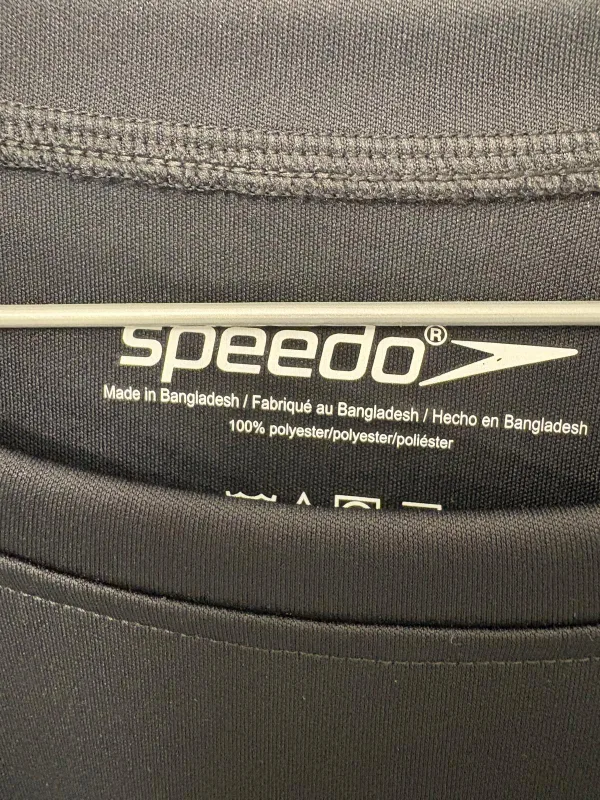 speedo®
Made in Bangladesh / Fabriqué au Bangladesh / Hecho en Bangladesh
100% polyester/polyester/poliéster